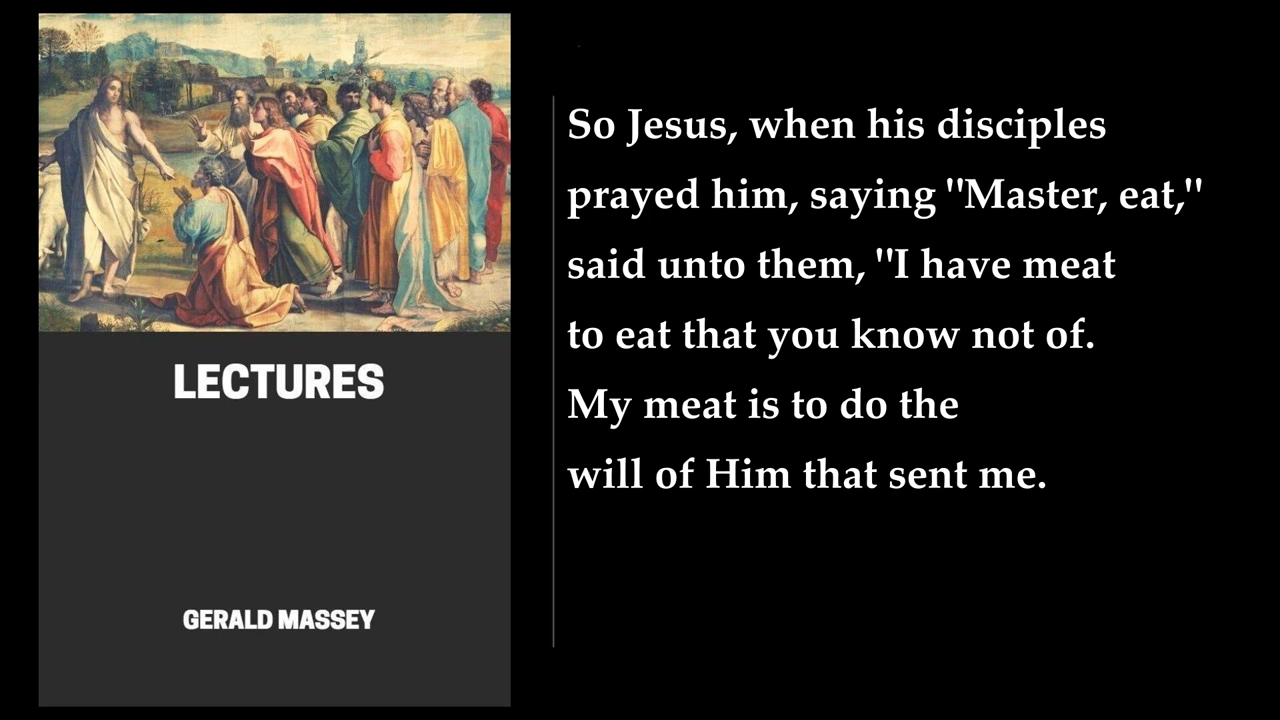 LECTURES
GERALD MASSEY
So Jesus, when his disciples
prayed him, saying "Master, eat,"
said unto them, "I have meat
to eat that you know not of.
My meat is to do the
will of Him that sent me.